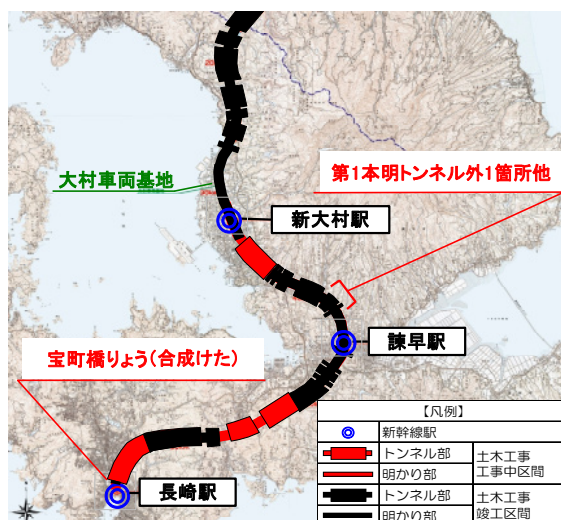 大村車両基地
第1本明トンネル外1箇所他
新大村駅
諫早駅
宝町橋りょう(合成けた)
長崎駅
【凡例】
新幹線駅
トンネル部
明かり部
土木工事
工事中区間
トンネル部
明かり部
土木工事
竣工区間